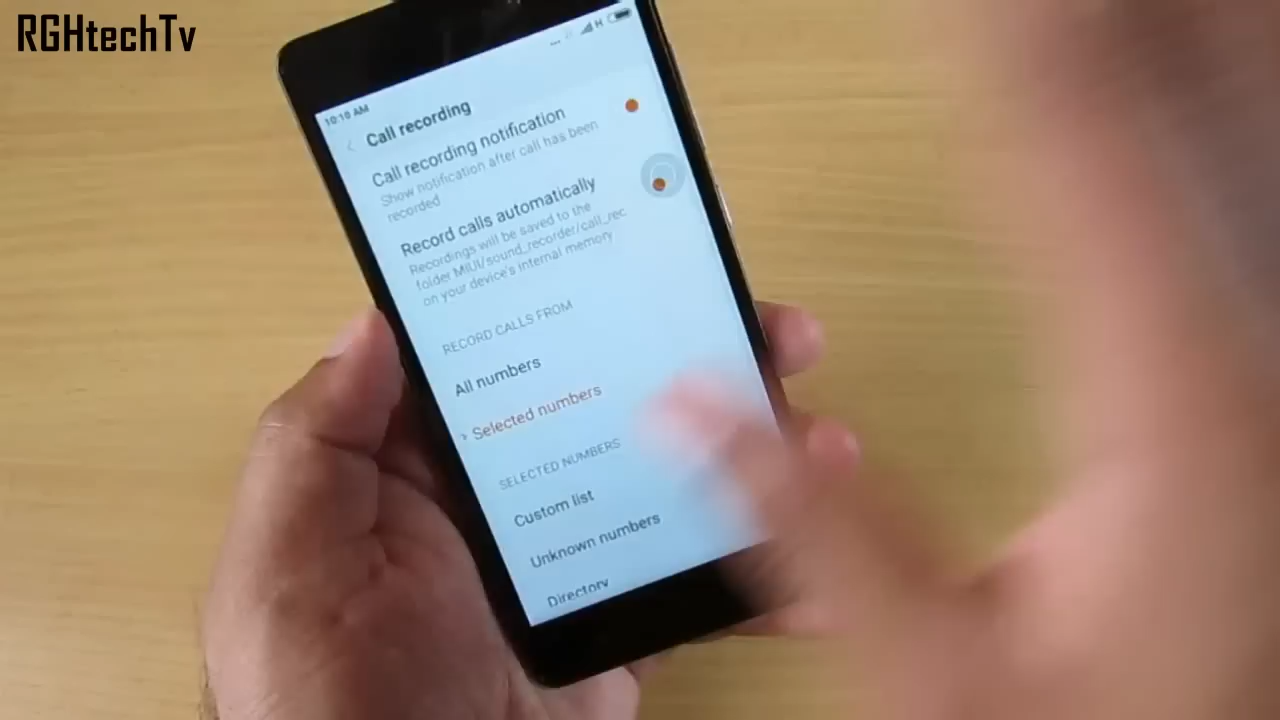 RGHtechTv
10:10 AM
H
Call recording
Call recording notification
Show notification after call has been
recorded
Record calls automatically
Recordings will be saved to the
folder MIUI/sound_recorder/call_rec
on your device's internal memory
RECORD CALLS FROM
All numbers
Selected numbers
SELECTED NUMBERS
Custom list
Unknown numbers
Directory